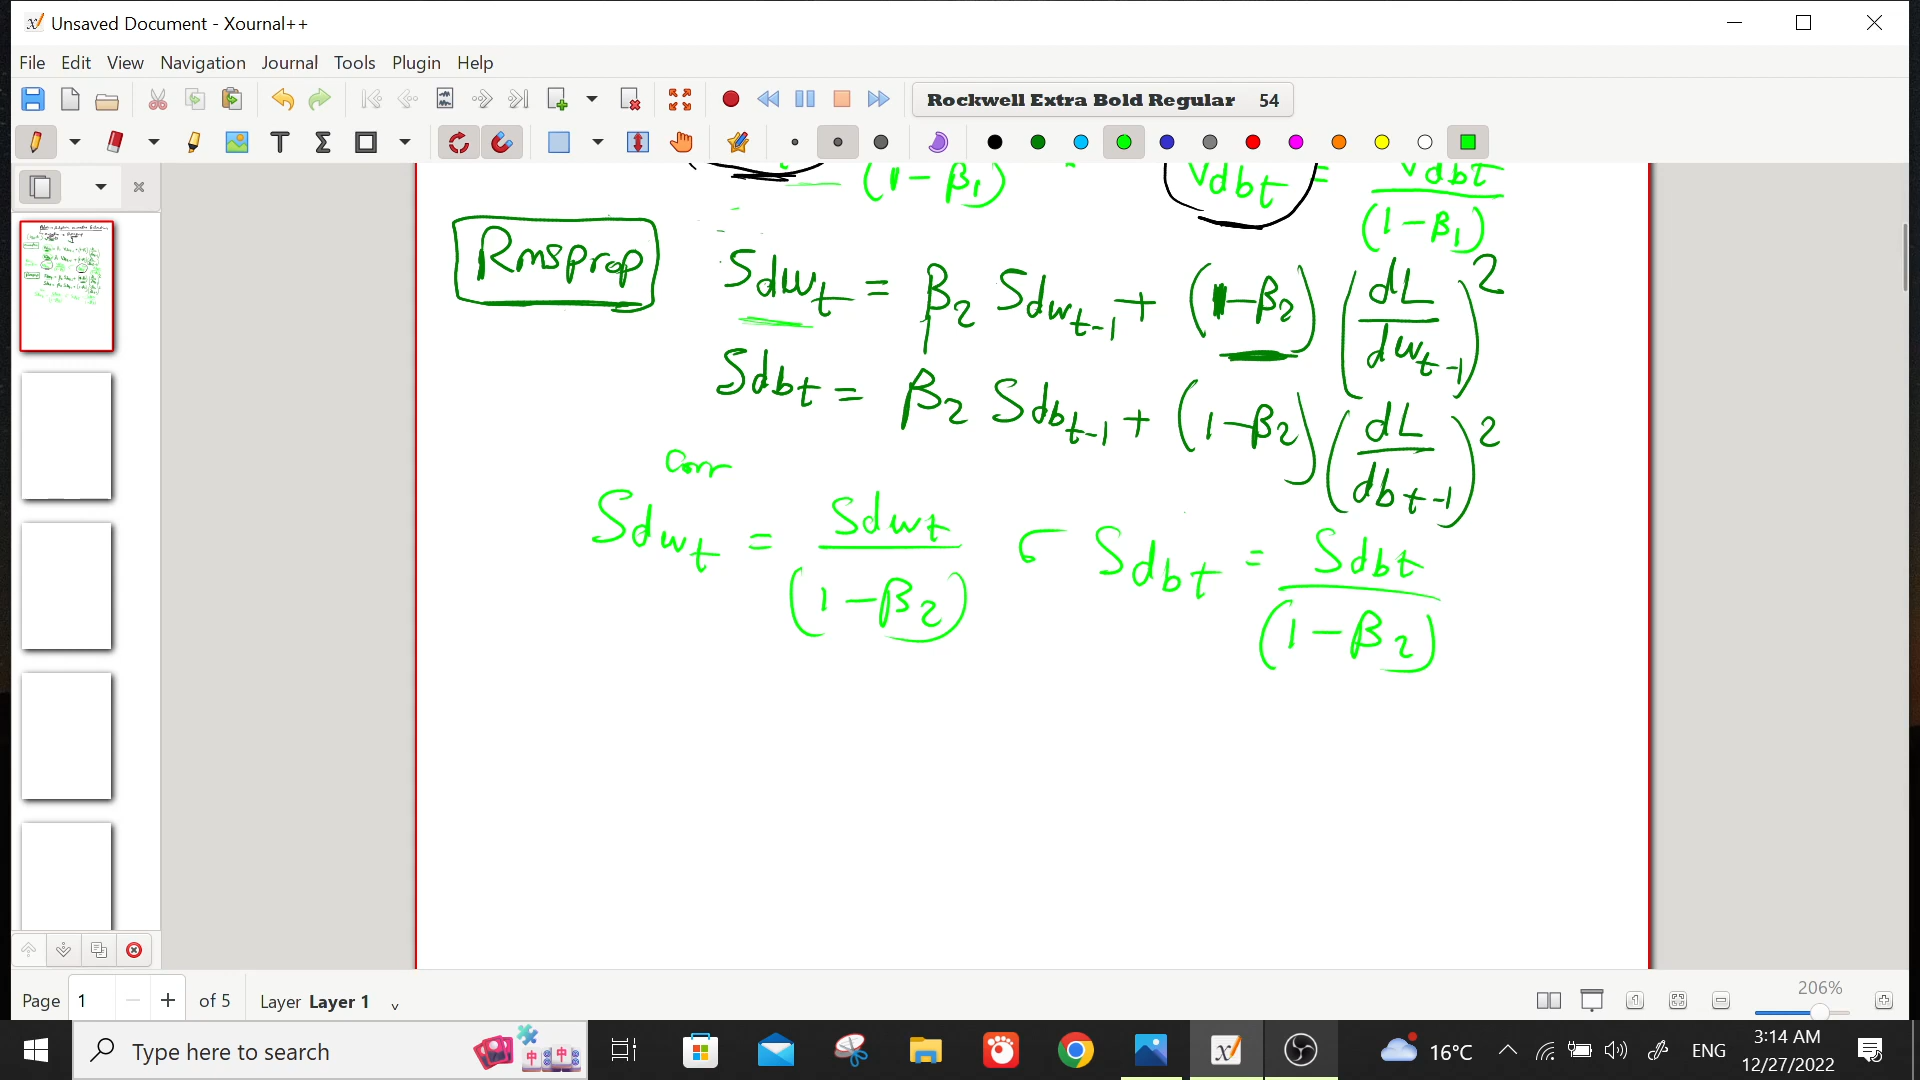 Unsaved Document - Xournal++
File Edit View Navigation Journal Tools Plugin Help
Rockwell Extra Bold Regular 54
(1-β1) Vdbt = Vdbt
(1-β1)
Rmsprop
Sdwt = β2 Sdwt-1 + (1-β2) (dL/dwt-1)2
Sdbt = β2 Sdbt-1 + (1-β2) (dL/dbt-1)2
corr
Sdwt = Sdwt/(1-β2) Sdbt = Sdbt/(1-β2)
Page 1 of 5 Layer Layer 1 206%
Type here to search 16°C ENG 3:14 AM
12/27/2022